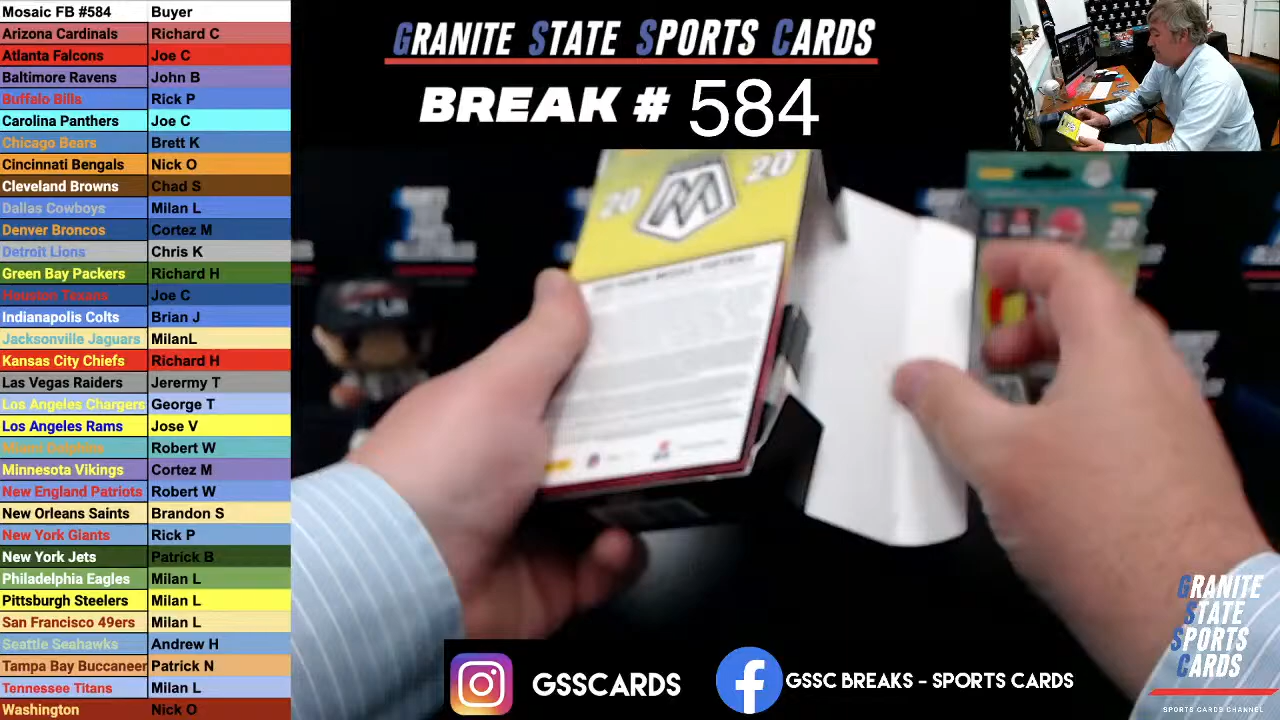 Mosaic FB #584 Buyer
Arizona Cardinals Richard C
Atlanta Falcons Joe C
Baltimore Ravens John B
Buffalo Bills Rick P
Carolina Panthers Joe C
Chicago Bears Brett K
Cincinnati Bengals Nick O
Cleveland Browns Chad S
Dallas Cowboys Milan L
Denver Broncos Cortez M
Detroit Lions Chris K
Green Bay Packers Richard H
Houston Texans Joe C
Indianapolis Colts Brian J
Jacksonville Jaguars MilanL
Kansas City Chiefs Richard H
Las Vegas Raiders Jerermy T
Los Angeles Chargers George T
Los Angeles Rams Jose V
Miami Dolphins Robert W
Minnesota Vikings Cortez M
New England Patriots Robert W
New Orleans Saints Brandon S
New York Giants Rick P
New York Jets Patrick B
Philadelphia Eagles Milan L
Pittsburgh Steelers Milan L
San Francisco 49ers Milan L
Seattle Seahawks Andrew H
Tampa Bay Buccaneer Patrick N
Tennessee Titans Milan L
Washington Nick O
GRANITE STATE SPORTS CARDS
BREAK # 584
20 M 20
GSSCARDS
GSSC BREAKS - SPORTS CARDS
GRANITE
STATE
SPORTS
CARDS
SPORTS CARDS CHANNEL